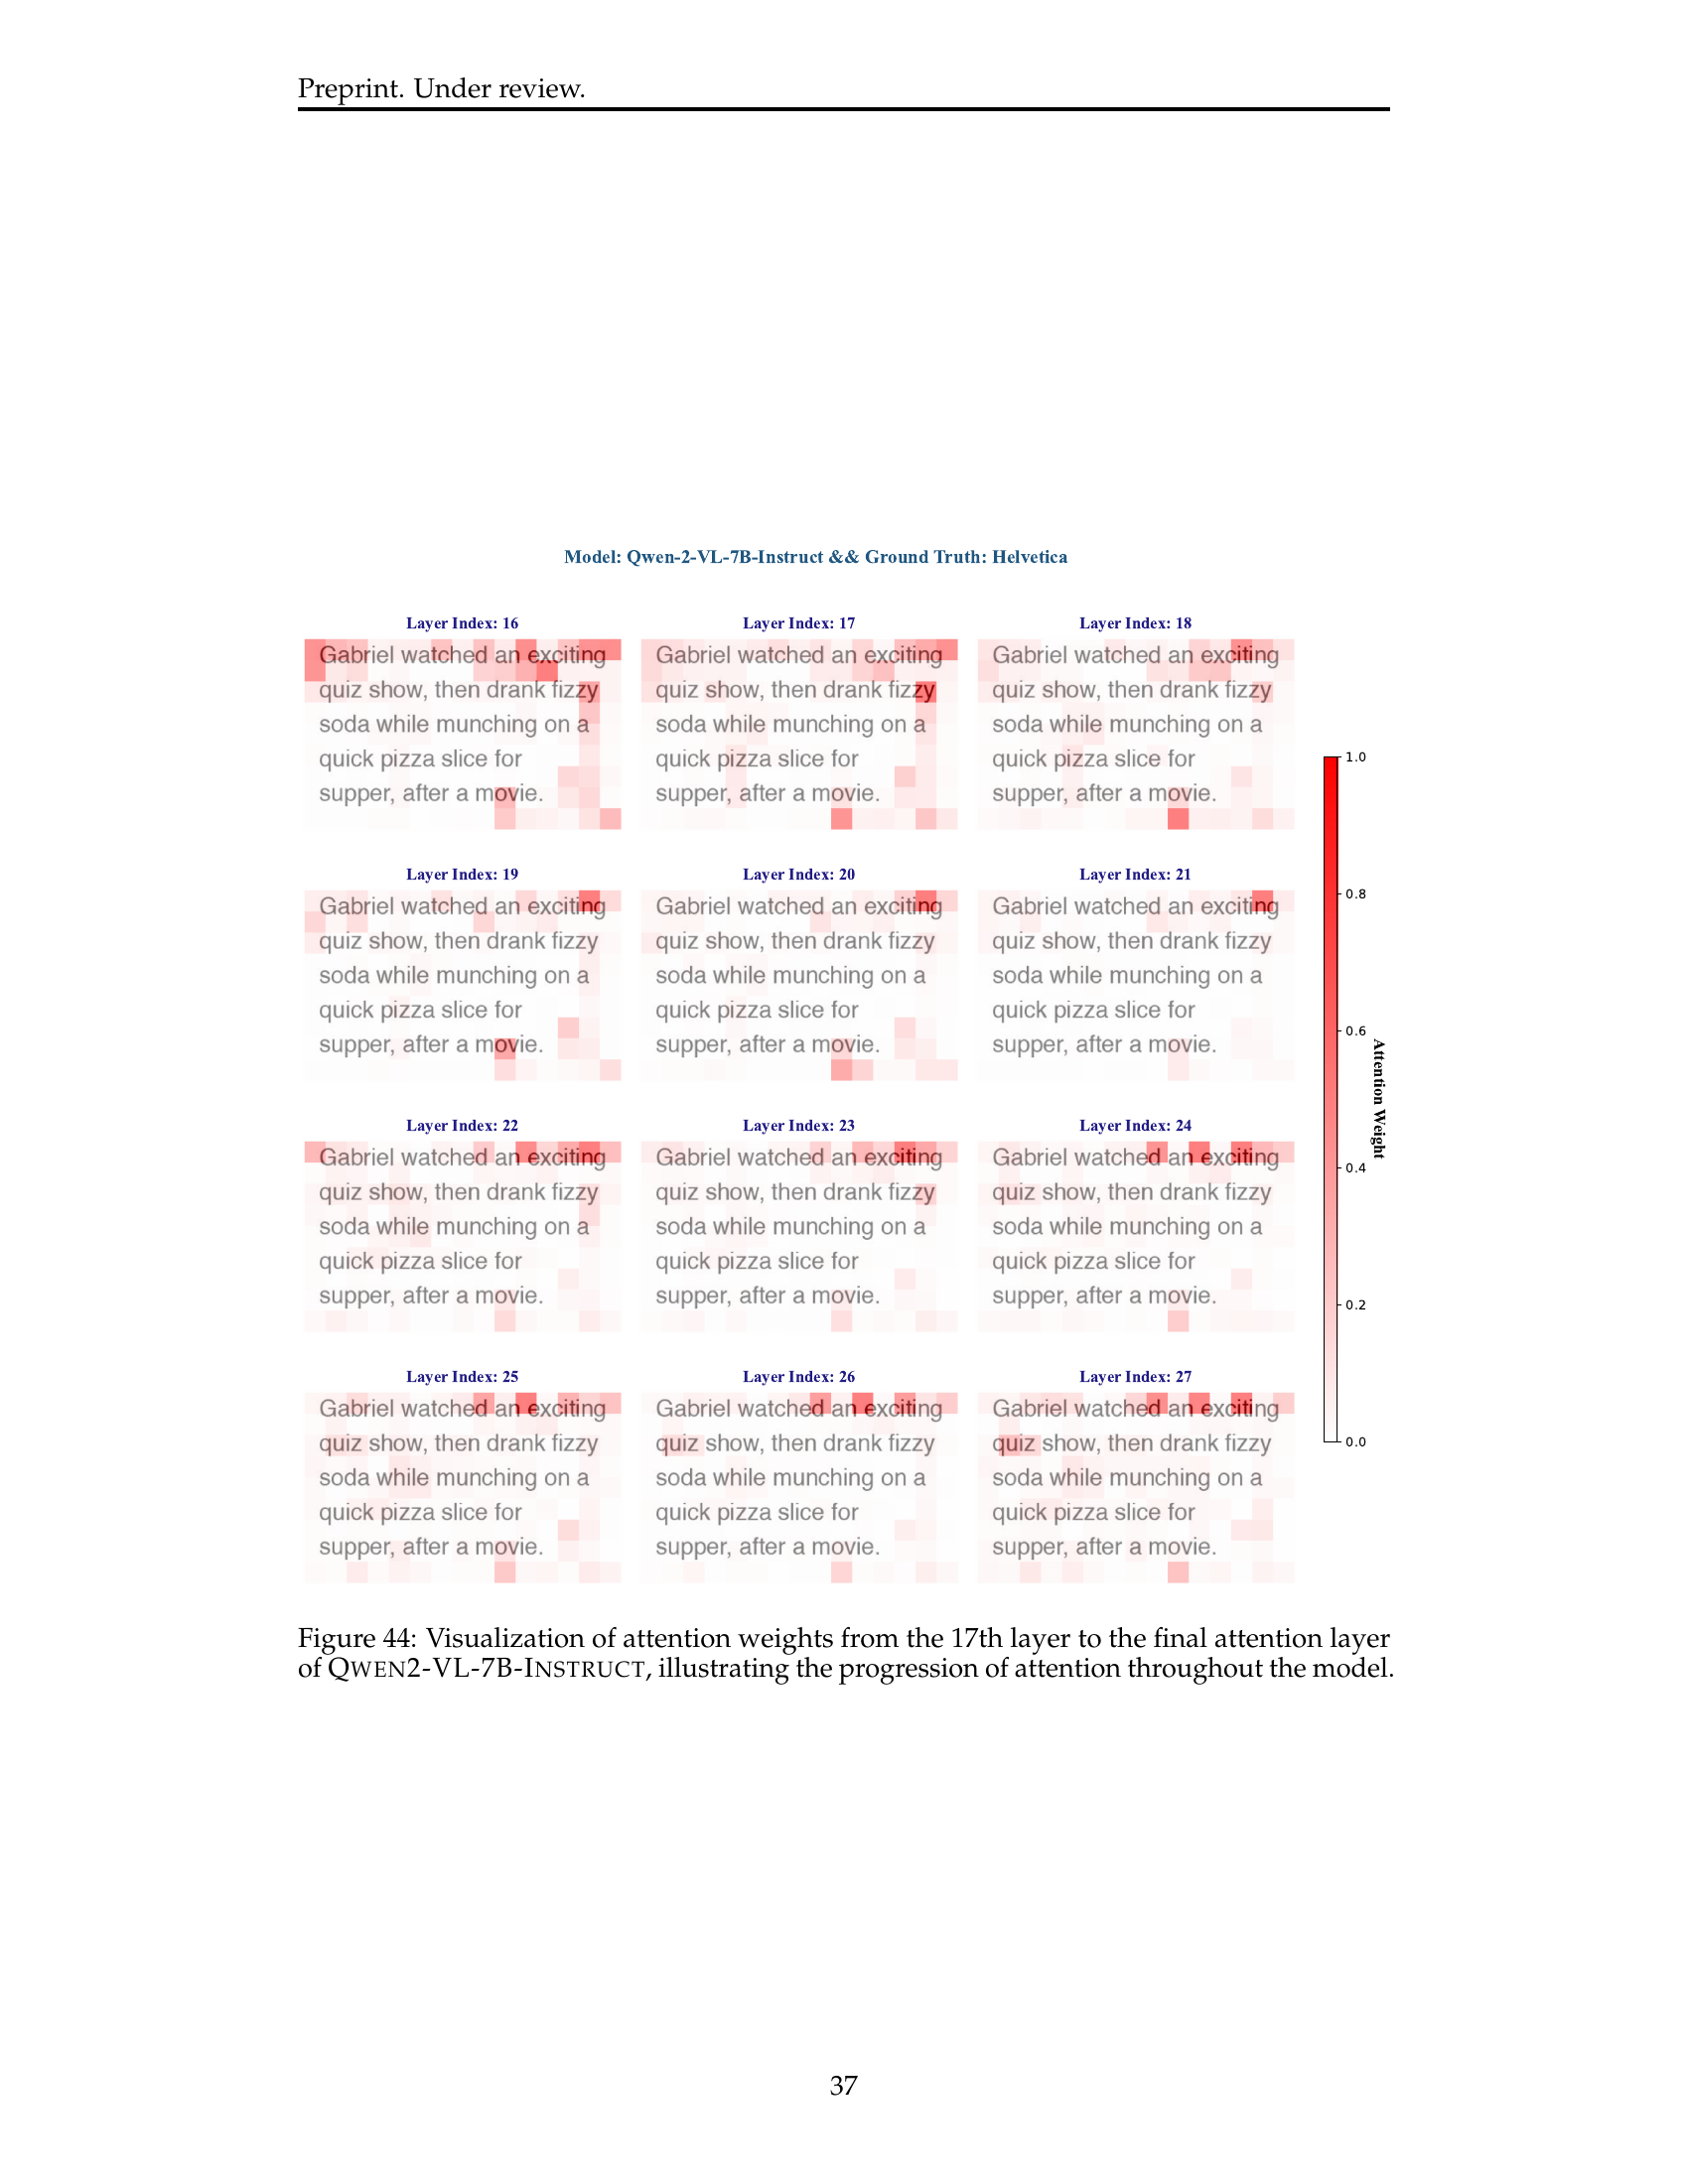 Preprint. Under review.
Model: Qwen-2-VL-7B-Instruct && Ground Truth: Helvetica
Layer Index: 16
Gabriel watched an exciting
quiz show, then drank fizzy
soda while munching on a
quick pizza slice for
supper, after a movie.
Layer Index: 17
Gabriel watched an exciting
quiz show, then drank fizzy
soda while munching on a
quick pizza slice for
supper, after a movie.
Layer Index: 18
Gabriel watched an exciting
quiz show, then drank fizzy
soda while munching on a
quick pizza slice for
supper, after a movie.
Layer Index: 19
Gabriel watched an exciting
quiz show, then drank fizzy
soda while munching on a
quick pizza slice for
supper, after a movie.
Layer Index: 20
Gabriel watched an exciting
quiz show, then drank fizzy
soda while munching on a
quick pizza slice for
supper, after a movie.
Layer Index: 21
Gabriel watched an exciting
quiz show, then drank fizzy
soda while munching on a
quick pizza slice for
supper, after a movie.
Layer Index: 22
Gabriel watched an exciting
quiz show, then drank fizzy
soda while munching on a
quick pizza slice for
supper, after a movie.
Layer Index: 23
Gabriel watched an exciting
quiz show, then drank fizzy
soda while munching on a
quick pizza slice for
supper, after a movie.
Layer Index: 24
Gabriel watched an exciting
quiz show, then drank fizzy
soda while munching on a
quick pizza slice for
supper, after a movie.
Layer Index: 25
Gabriel watched an exciting
quiz show, then drank fizzy
soda while munching on a
quick pizza slice for
supper, after a movie.
Layer Index: 26
Gabriel watched an exciting
quiz show, then drank fizzy
soda while munching on a
quick pizza slice for
supper, after a movie.
Layer Index: 27
Gabriel watched an exciting
quiz show, then drank fizzy
soda while munching on a
quick pizza slice for
supper, after a movie.
1.0
0.8
0.6
0.4
0.2
0.0
Attention Weight
Figure 44: Visualization of attention weights from the 17th layer to the final attention layer
of QWEN2-VL-7B-INSTRUCT, illustrating the progression of attention throughout the model.
37